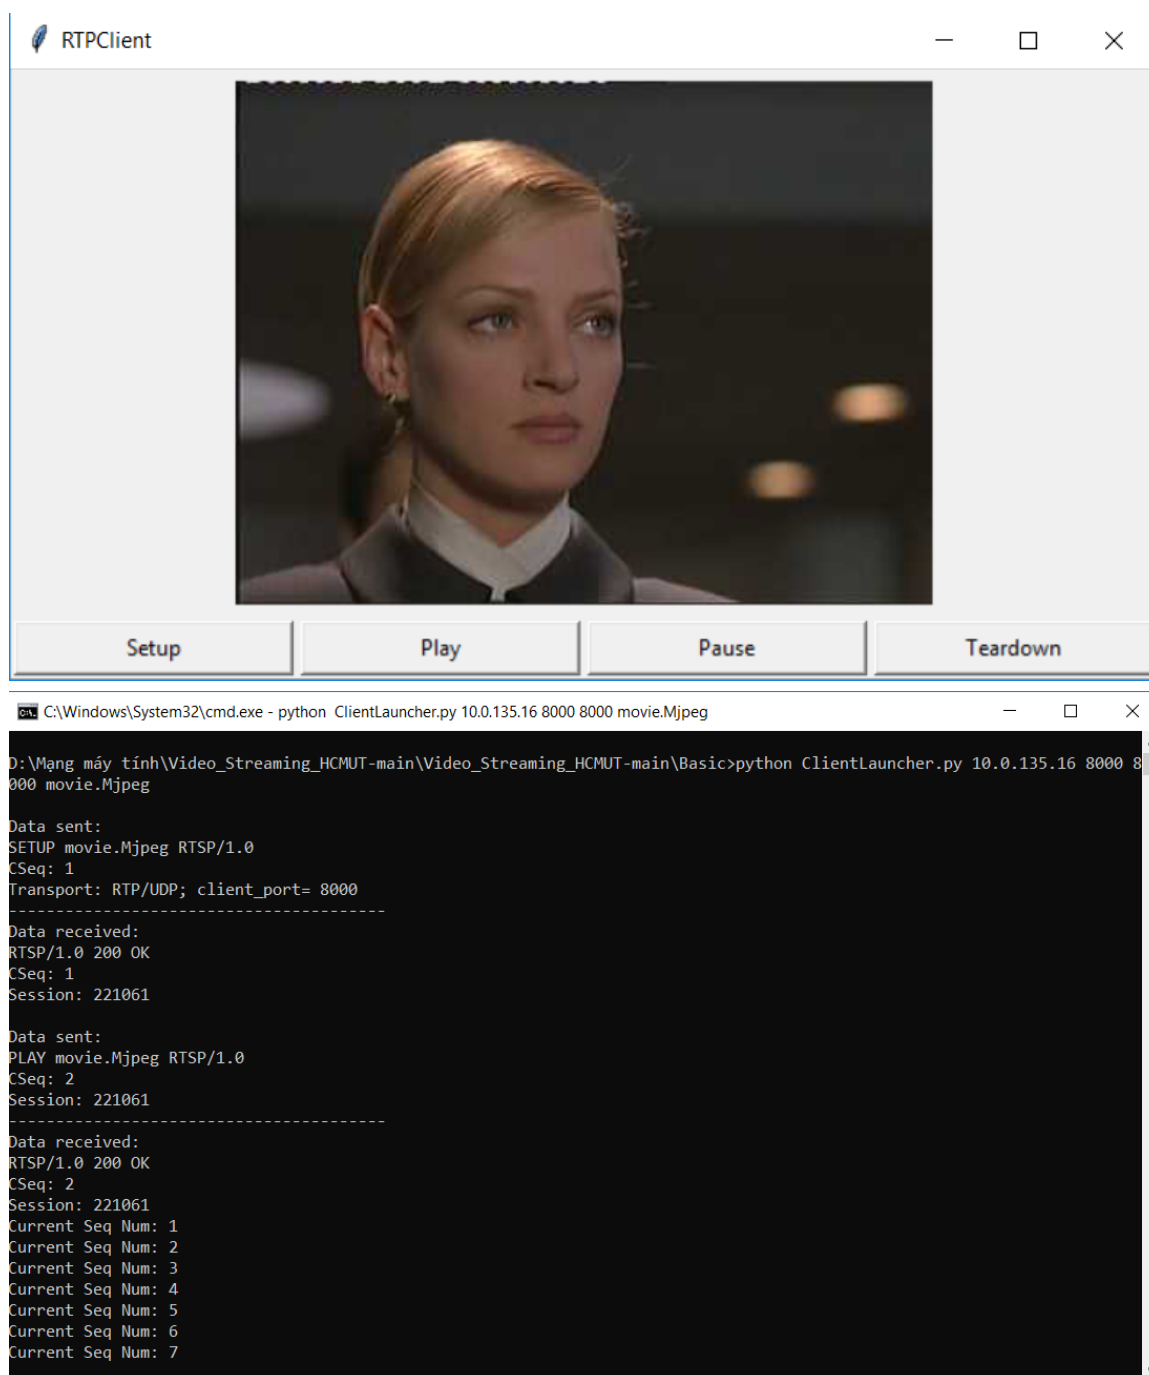 RTPClient
Setup
Play
Pause
Teardown
C:\Windows\System32\cmd.exe - python  ClientLauncher.py 10.0.135.16 8000 8000 movie.Mjpeg
D:\Mạng máy tính\Video_Streaming_HCMUT-main\Video_Streaming_HCMUT-main\Basic>python ClientLauncher.py 10.0.135.16 8000 8
000 movie.Mjpeg
Data sent:
SETUP movie.Mjpeg RTSP/1.0
CSeq: 1
Transport: RTP/UDP; client_port= 8000
----------------------------------------
Data received:
RTSP/1.0 200 OK
CSeq: 1
Session: 221061
Data sent:
PLAY movie.Mjpeg RTSP/1.0
CSeq: 2
Session: 221061
----------------------------------------
Data received:
RTSP/1.0 200 OK
CSeq: 2
Session: 221061
Current Seq Num: 1
Current Seq Num: 2
Current Seq Num: 3
Current Seq Num: 4
Current Seq Num: 5
Current Seq Num: 6
Current Seq Num: 7